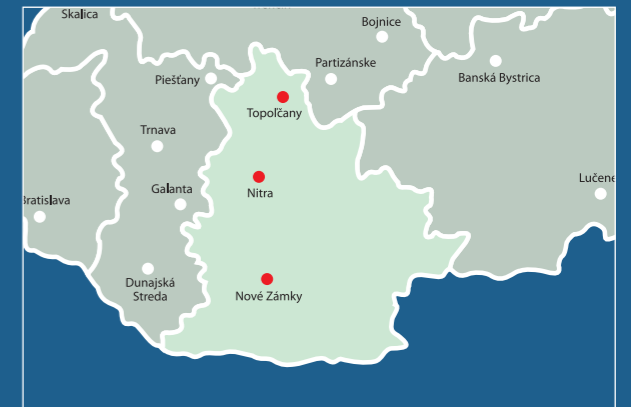 Skalica
Bojnice
Partizánske
Piešťany
Banská Bystrica
Topoľčany
Trnava
Galanta
Nitra
Lučene
Bratislava
Dunajská
Streda
Nové Zámky